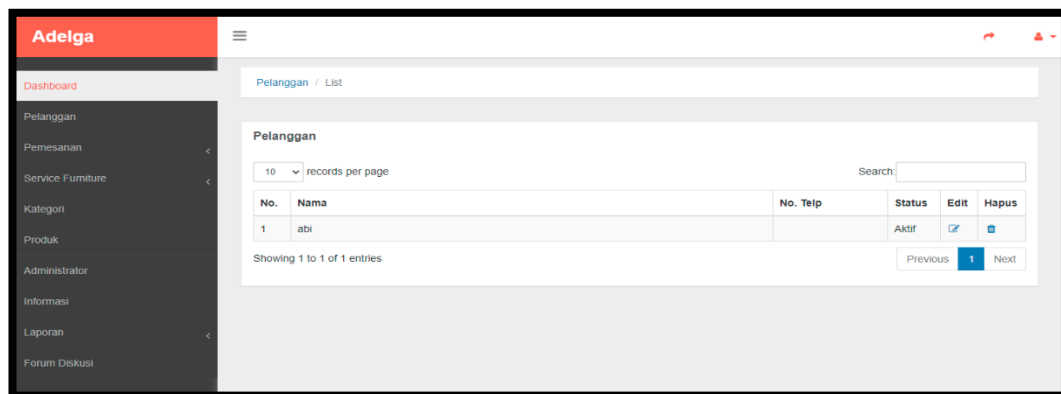 Adelga
Dashboard
Pelanggan
Pemesanan
Service Furniture
Kategori
Produk
Administrator
Informasi
Laporan
Forum Diskusi
Pelanggan / List
Pelanggan
10 records per page Search:
No. Nama No. Telp Status Edit Hapus
1 abi Aktif
Showing 1 to 1 of 1 entries Previous 1 Next